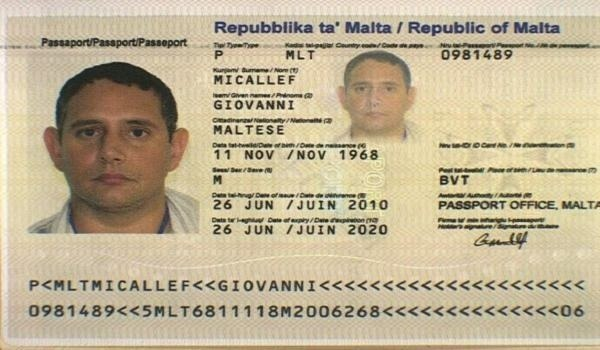 Repubblika ta' Malta / Republic of Malta
Passaport/Passport/Passeport
Tip/ Type/Type Kodiċi tal-pajjiż/ Country code/ Code de pays Nru tal-Passaport/ Passport No. / No de passeport
P MLT 0981489
Kunjom/ Surname / Nom (1)
MICALLEF
Isem/ Given names / Prénoms (2)
GIOVANNI
Ċittadinanza/ Nationality / Nationalité (3)
MALTESE
Data tat-twelid/Date of birth / Date de naissance (4) Nru tal-ID/ ID Card No. / No d'identification (5)
11 NOV /NOV 1968
Sess/ Sex / Sexe (6) Post tat-twelid/ Place of birth / Lieu de naissance (7)
M BVT
Data tal-ħruġ / Date of issue / Date de délivrance (8) Awtorità/ Authority / Autorité (9)
26 JUN /JUIN 2010 PASSPORT OFFICE, MALTA
Data ta' l-egħluq/ Date of expiry / Date d'expiration (10) Firma ta' min
26 JUN /JUIN 2020 Holder's signature / Signature du titulaire
P<MLTMICALLEF<<GIOVANNI<<<<<<<<<<<<<<<<<<<<<
0981489<<5MLT6811118M2006268<<<<<<<<<<<<<<06